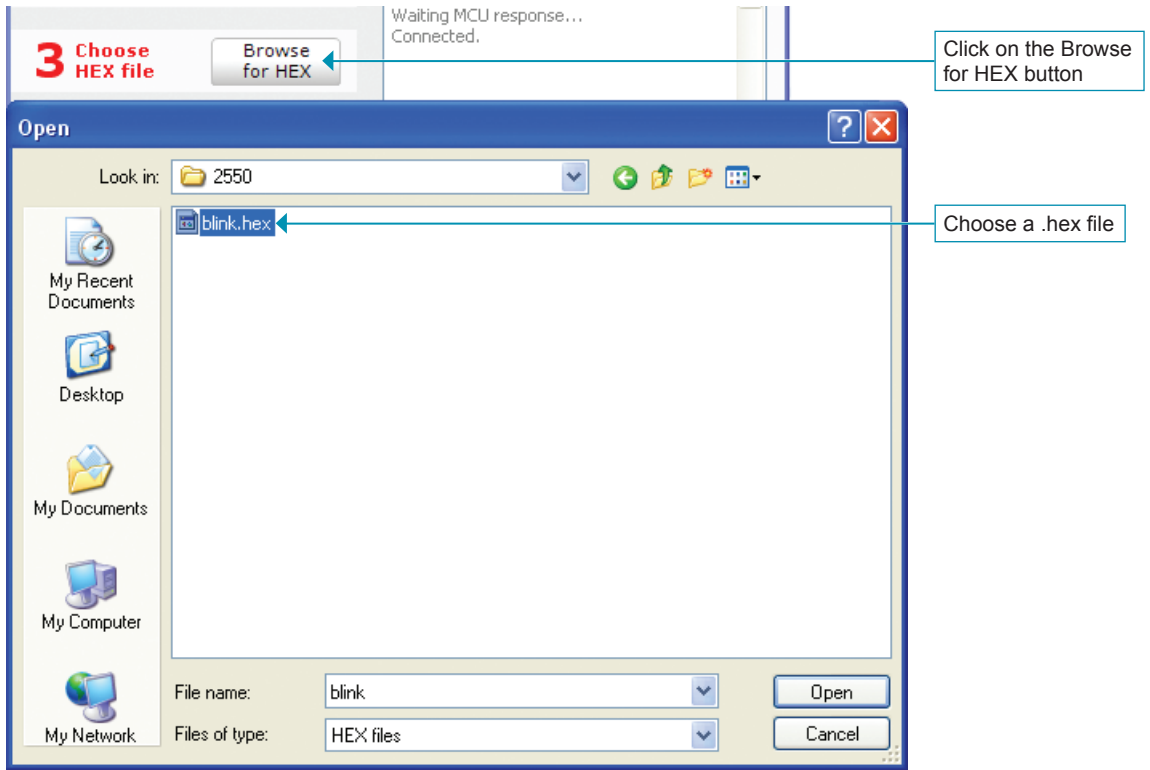 Waiting MCU response...
Connected.
3 Choose
HEX file
Browse
for HEX
Click on the Browse
for HEX button
Open
Look in:
2550
blink.hex
Choose a .hex file
My Recent
Documents
Desktop
My Documents
My Computer
My Network
File name:
blink
Open
Files of type:
HEX files
Cancel